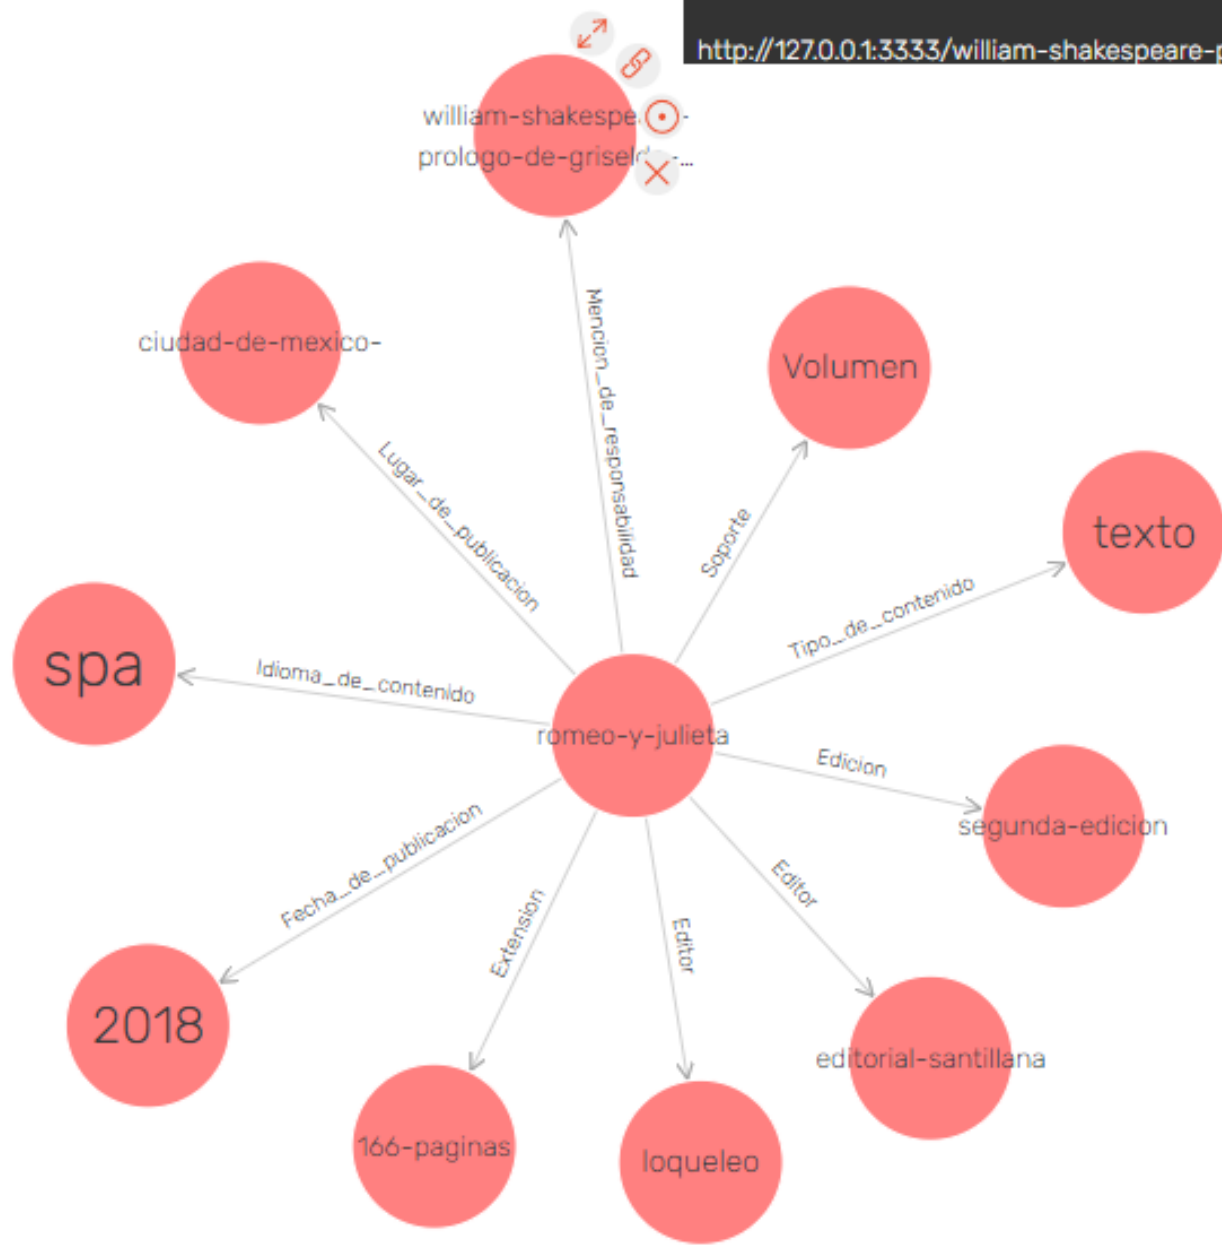 http://127.0.0.1:3333/william-shakespeare-
william-shakespe
prologo-de-griseld
Mencion_de_responsabilidad
ciudad-de-mexico-
Lugar_de_publicacion
Volumen
Soporte
texto
Tipo_de_contenido
spa
Idioma_de_contenido
romeo-y-julieta
Edicion
segunda-edicion
Fecha_de_publicacion
2018
Extension
166-paginas
Editor
loqueleo
Editor
editorial-santillana